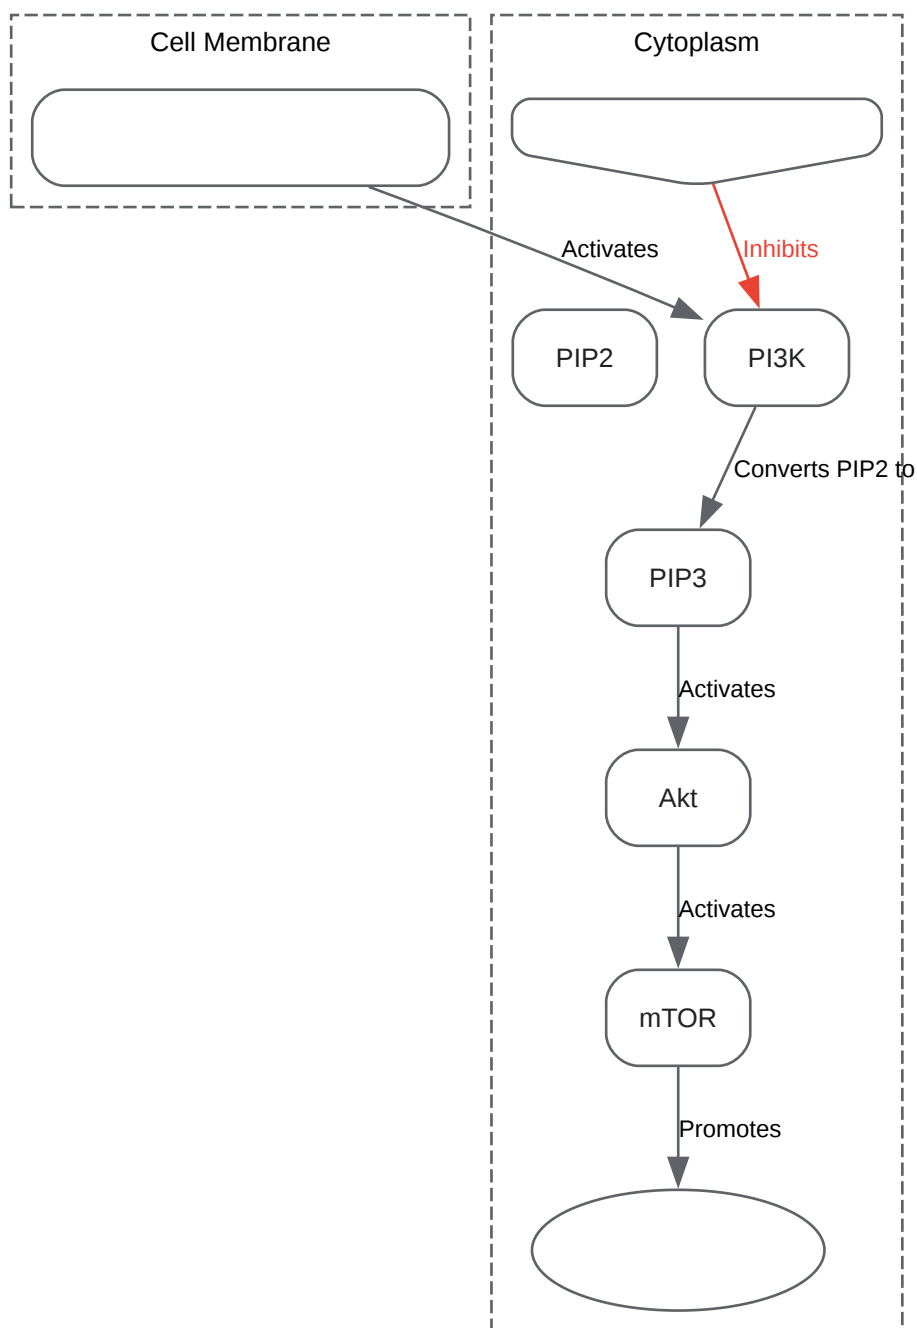 Cell Membrane
Cytoplasm
Activates
Inhibits
PIP2
PI3K
Converts PIP2 to
PIP3
Activates
Akt
Activates
mTOR
Promotes